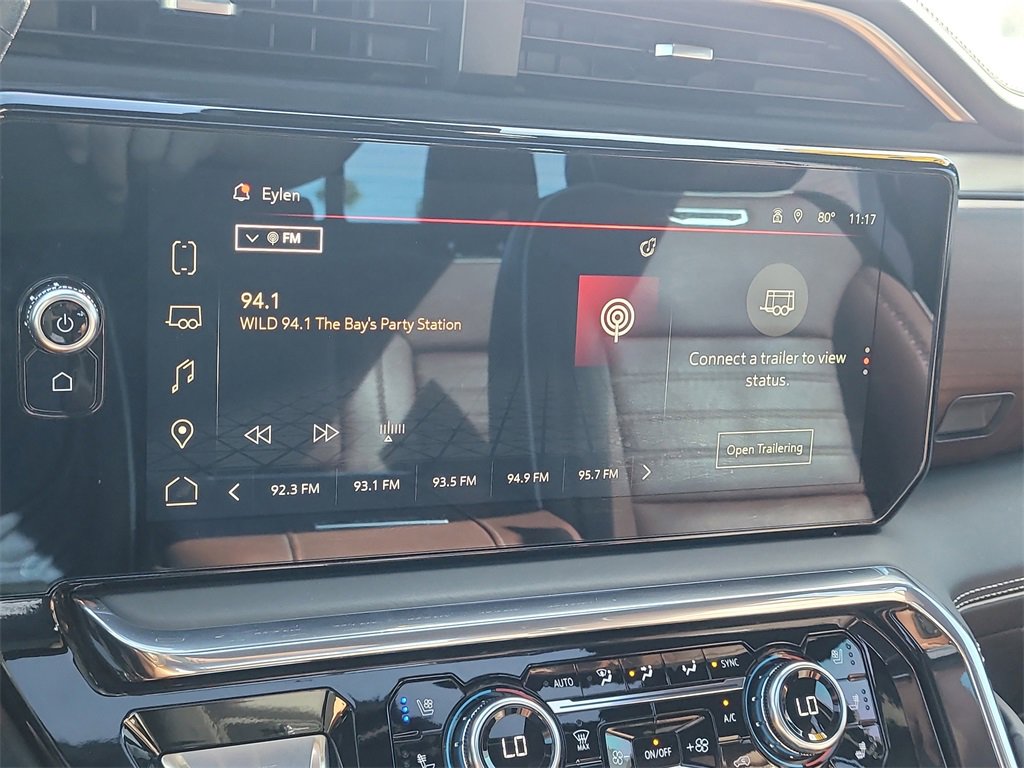 Eylen
80° 11:17
FM
94.1
WILD 94.1 The Bay's Party Station
Connect a trailer to view
status.
Open Trailering
92.3 FM 93.1 FM 93.5 FM 94.9 FM 95.7 FM
AUTO SYNC
LO MAX A/C LO
ON/OFF